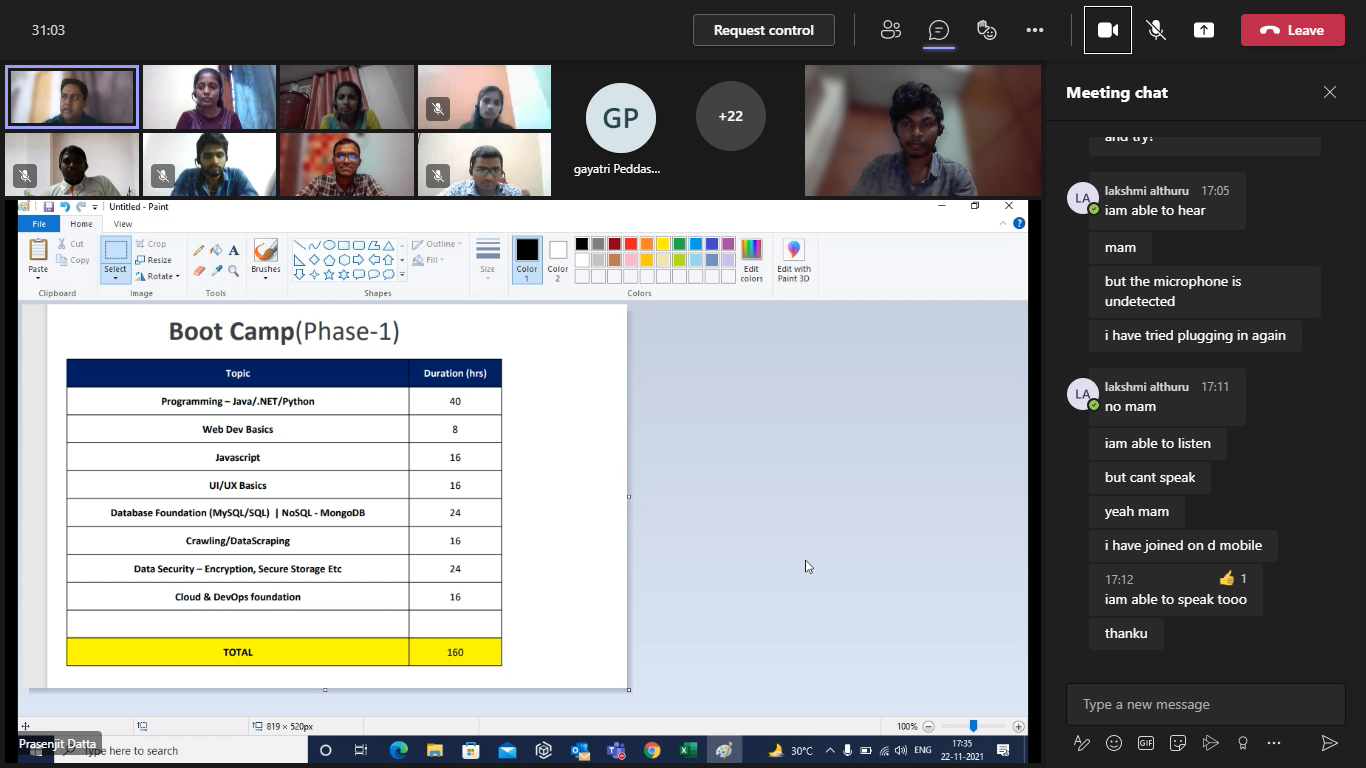 31:03
Request control
Leave
GP
+22
gayatri Peddas...
Meeting chat
and try?
LA
lakshmi althuru 17:05
iam able to hear
mam
but the microphone is
undetected
i have tried plugging in again
LA
lakshmi althuru 17:11
no mam
iam able to listen
but cant speak
yeah mam
i have joined on d mobile
17:12 👍 1
iam able to speak tooo
thanku
Type a new message
GIF
Untitled - Paint
File Home View
Paste
Cut
Copy
Clipboard
Select
Crop
Resize
Rotate
Image
A
Tools
Brushes
Outline
Fill
Shapes
Size
Color
1
Color
2
Edit
colors
Colors
Edit with
Paint 3D
Boot Camp(Phase-1)
Topic Duration (hrs)
Programming – Java/.NET/Python 40
Web Dev Basics 8
Javascript 16
UI/UX Basics 16
Database Foundation (MySQL/SQL) | NoSQL - MongoDB 24
Crawling/DataScraping 16
Data Security – Encryption, Secure Storage Etc 24
Cloud & DevOps foundation 16
TOTAL 160
819 × 520px
100%
Prasenjit Datta
Type here to search
30°C
ENG
17:35
22-11-2021